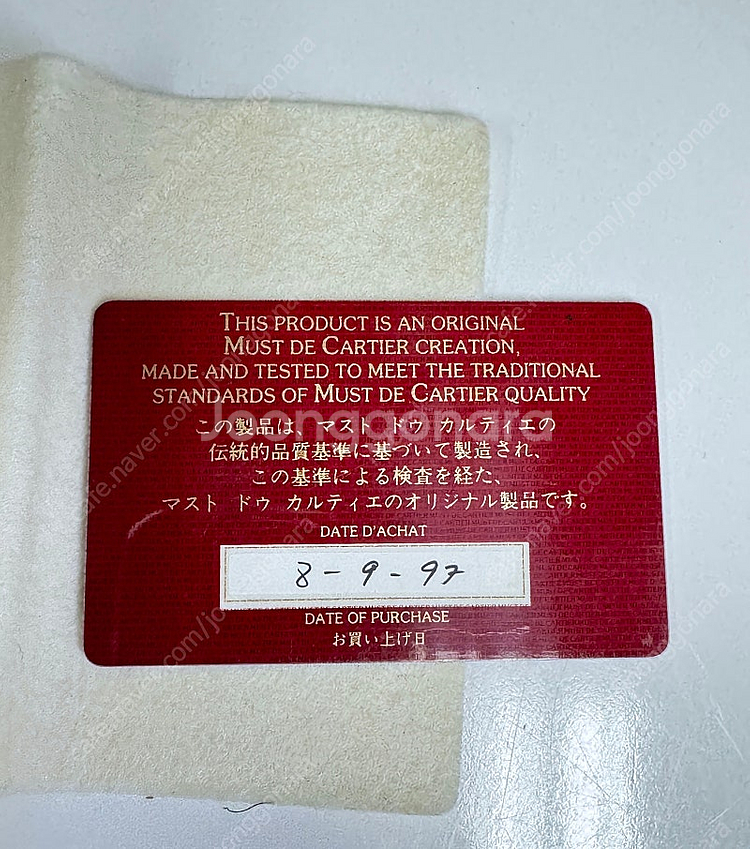 THIS PRODUCT IS AN ORIGINAL
MUST DE CARTIER CREATION,
MADE AND TESTED TO MEET THE TRADITIONAL
STANDARDS OF MUST DE CARTIER QUALITY
joonggonara
この製品は、マスト ドゥ カルティエの
伝統的品質基準に基づいて製造され、
この基準による検査を経た、
マスト ドゥ カルティエのオリジナル製品です。
DATE D'ACHAT
8-9-97
DATE OF PURCHASE
お買い上げ日
cafe.naver.com/joonggonara